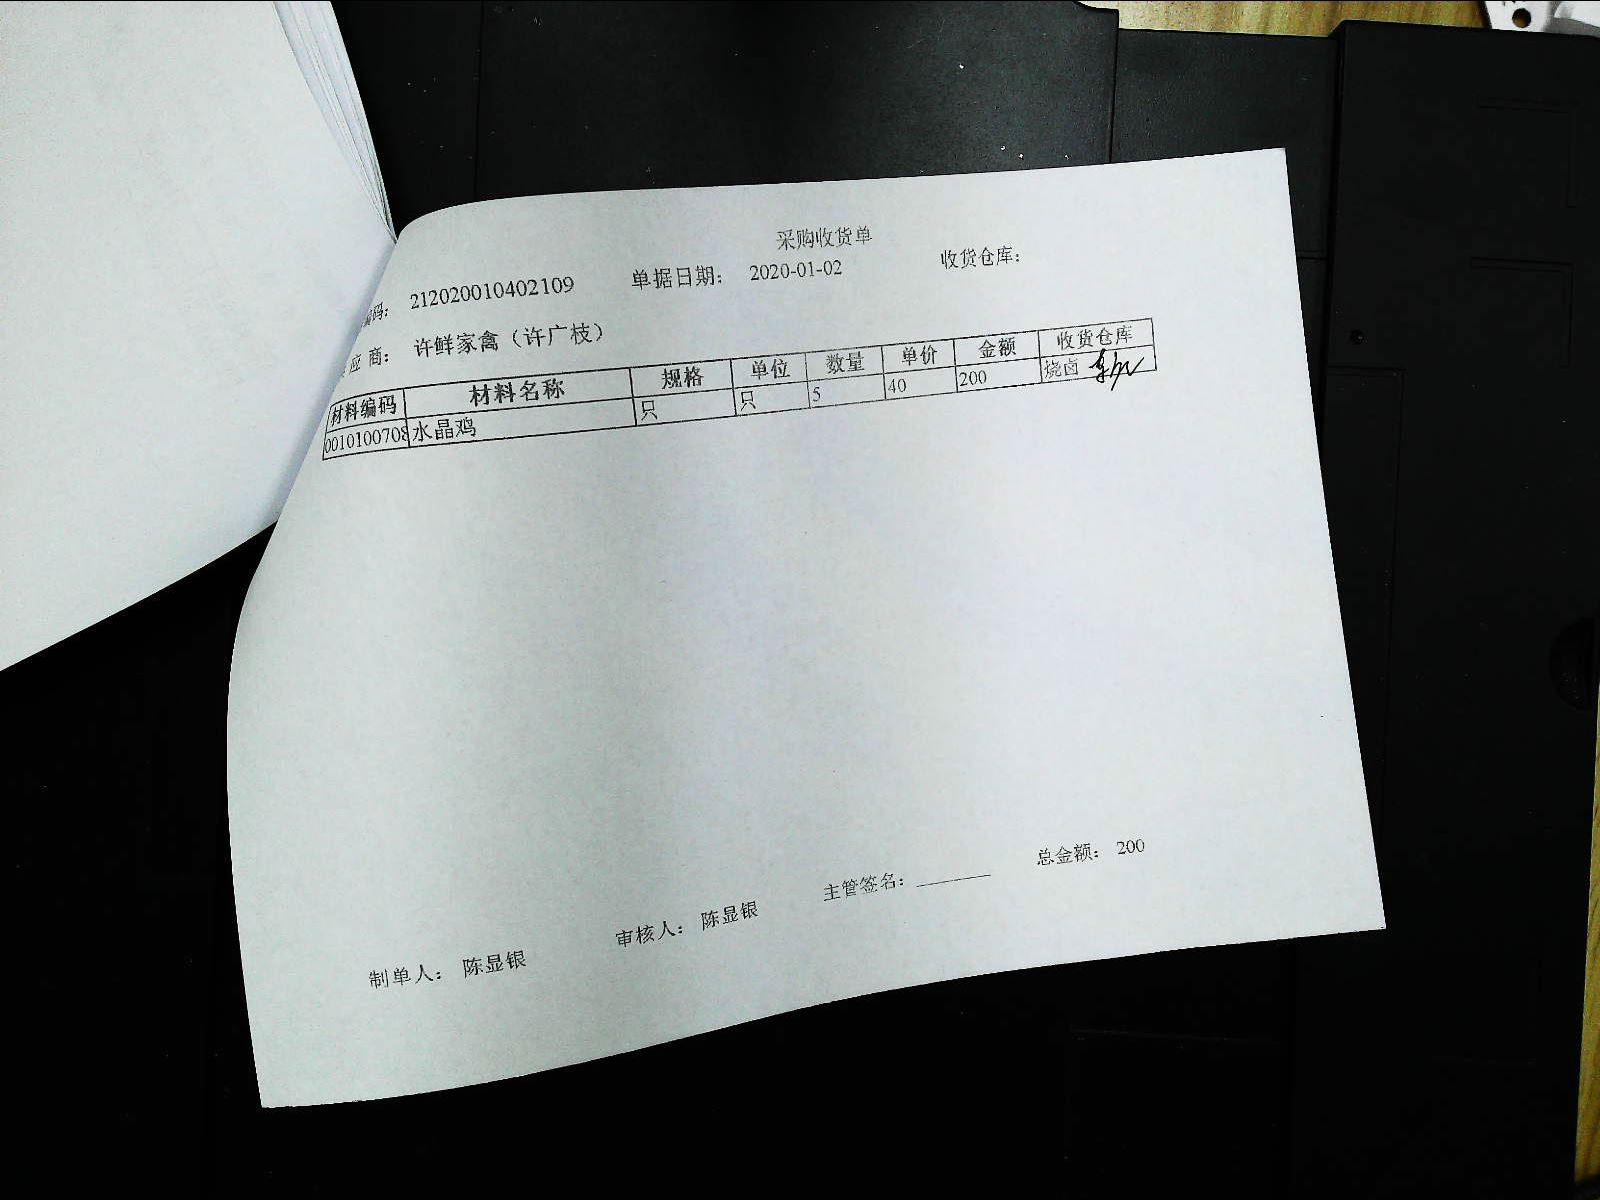 采购收货单
编码： 212020010402109 单据日期： 2020-01-02 收货仓库：
应 商： 许鲜家禽（许广枝）
材料编码 材料名称 规格 单位 数量 单价 金额 收货仓库
0010100708 水晶鸡 只 只 5 40 200 烧卤
总金额： 200
制单人： 陈显银 审核人： 陈显银 主管签名：